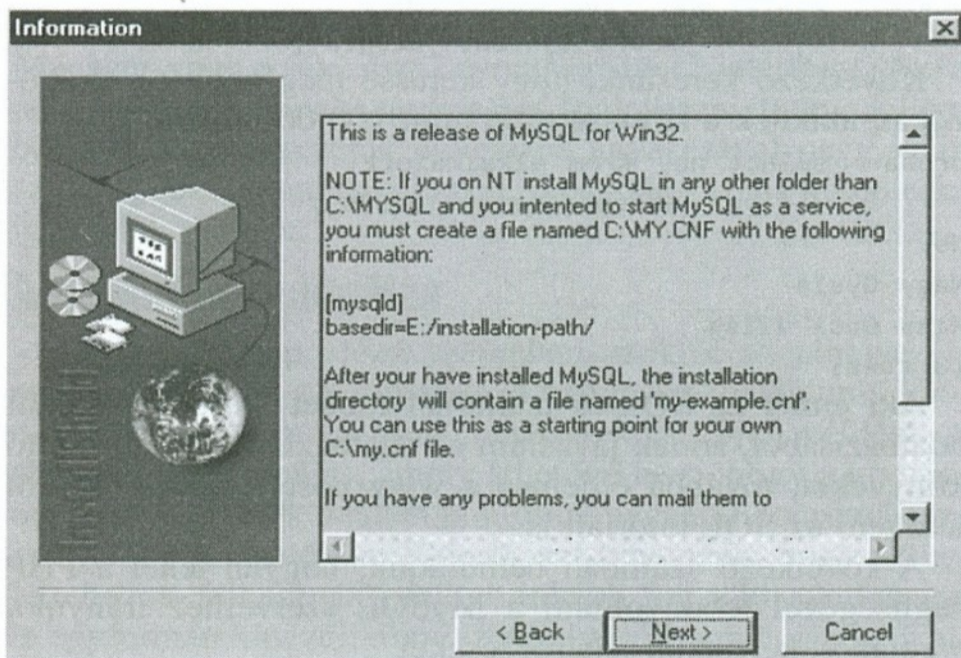 Information
This is a release of MySQL for Win32.
NOTE: If you on NT install MySQL in any other folder than
C:\MYSQL and you intented to start MySQL as a service,
you must create a file named C:\MY.CNF with the following
information:
[mysqld]
basedir=E:/installation-path/
After your have installed MySQL, the installation
directory will contain a file named 'my-example.cnf'.
You can use this as a starting point for your own
C:\my.cnf file.
If you have any problems, you can mail them to
InstallShield
< Back
Next >
Cancel